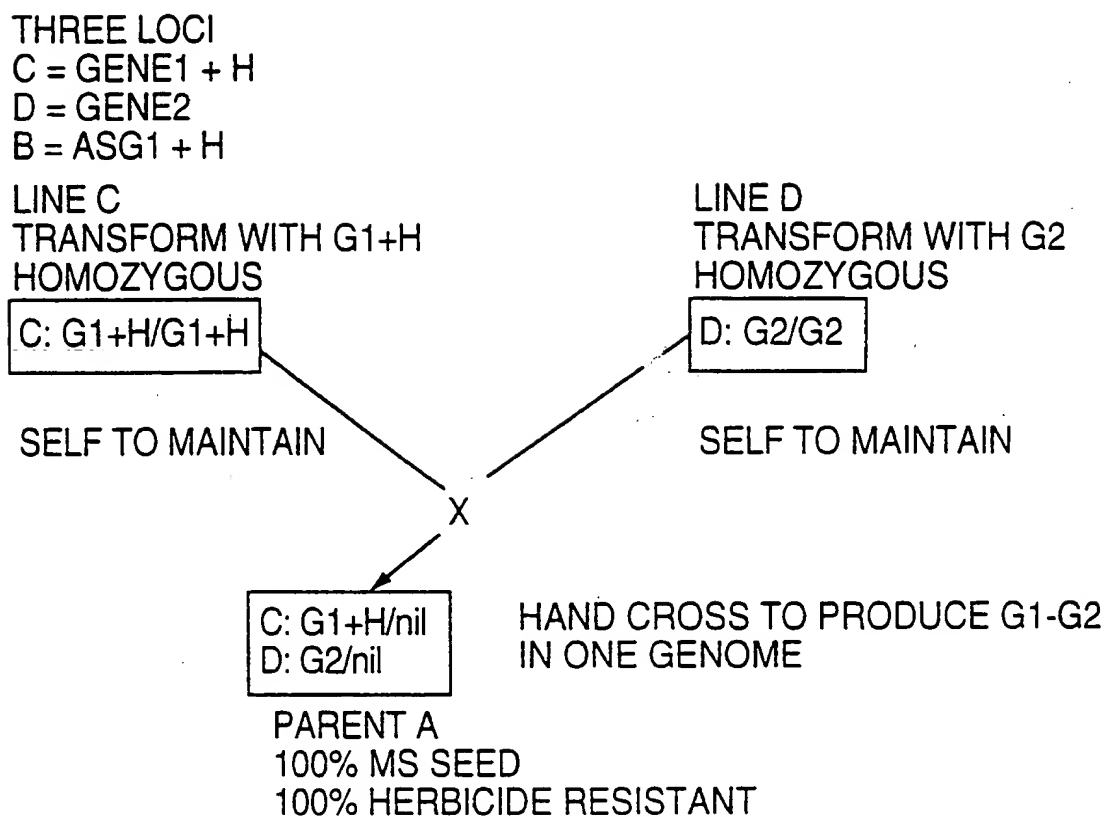 THREE LOCI
C = GENE1 + H
D = GENE2
B = ASG1 + H
LINE C
TRANSFORM WITH G1+H
HOMOZYGOUS
C: G1+H/G1+H
SELF TO MAINTAIN
LINE D
TRANSFORM WITH G2
HOMOZYGOUS
D: G2/G2
SELF TO MAINTAIN
X
C: G1+H/nil
D: G2/nil
HAND CROSS TO PRODUCE G1-G2
IN ONE GENOME
PARENT A
100% MS SEED
100% HERBICIDE RESISTANT